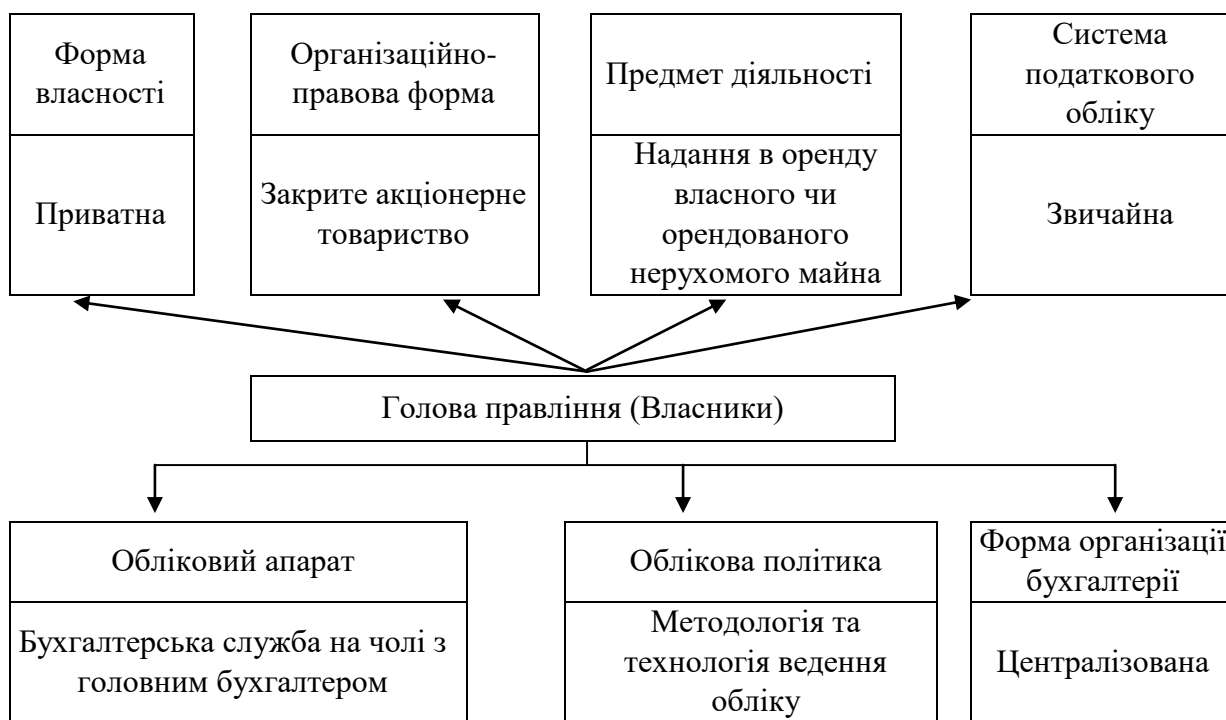 Форма
власності
Організаційно-
правова форма
Предмет діяльності
Система
податкового
обліку
Приватна
Закрите акціонерне
товариство
Надання в оренду
власного чи
орендованого
нерухомого майна
Звичайна
Голова правління (Власники)
Обліковий апарат
Облікова політика
Форма організації
бухгалтерії
Бухгалтерська служба на чолі з
головним бухгалтером
Методологія та
технологія ведення
обліку
Централізована